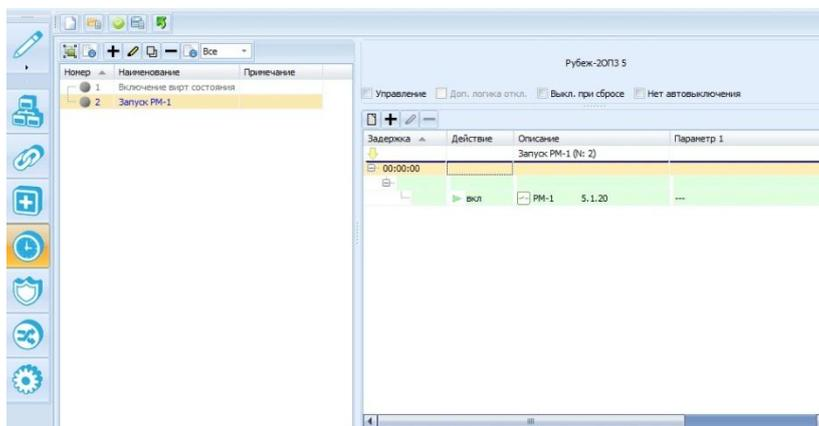 Все
Номер Наименование Примечание
1 Включение вирт состояния
2 Запуск РМ-1
Рубеж-2ОПЗ 5
Управление Доп. логика откл. Выкл. при сбросе Нет автовыключения
Задержка Действие Описание Параметр 1
Запуск РМ-1 (N: 2)
00:00:00
вкл РМ-1 5.1.20 ---